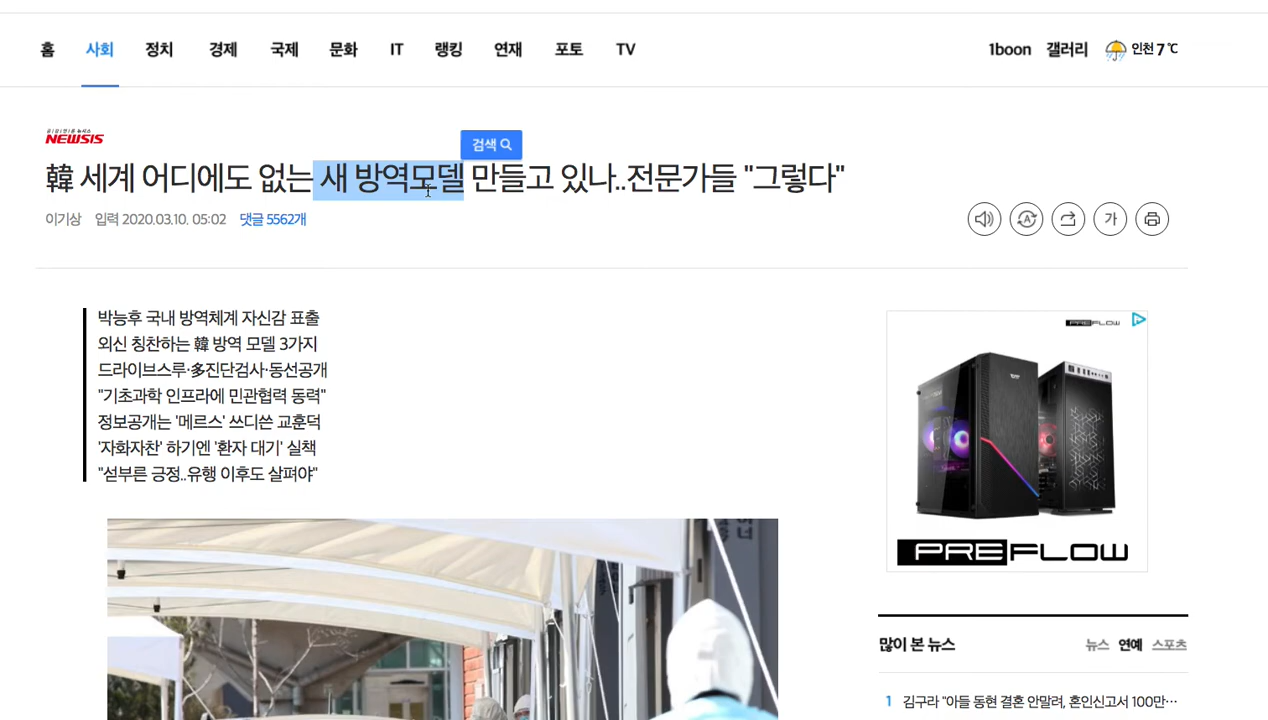 홈 사회 정치 경제 국제 문화 IT 랭킹 연재 포토 TV 1boon 갤러리 인천 7℃
NEWSIS
검색
韓 세계 어디에도 없는 새 방역모델 만들고 있나..전문가들 "그렇다"
이기상 입력 2020.03.10. 05:02 댓글 5562개
가
박능후 국내 방역체계 자신감 표출
외신 칭찬하는 韓 방역 모델 3가지
드라이브스루·多진단검사·동선공개
"기초과학 인프라에 민관협력 동력"
정보공개는 '메르스' 쓰디쓴 교훈덕
'자화자찬' 하기엔 '환자 대기' 실책
"섣부른 긍정..유행 이후도 살펴야"
PREFLOW
PREFLOW
많이 본 뉴스 뉴스 연예 스포츠
1 김구라 "아들 동현 결혼 안말려, 혼인신고서 100만…